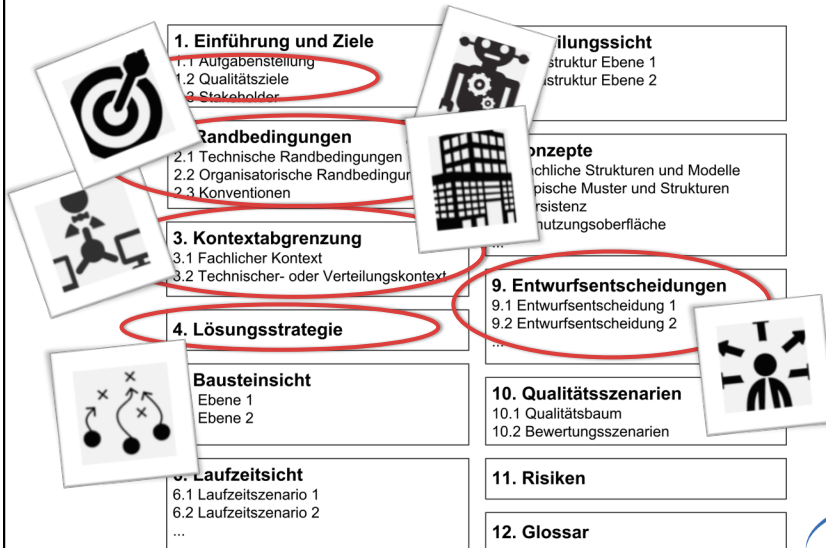 1. Einführung und Ziele
1.1 Aufgabenstellung
1.2 Qualitätsziele
Stakeholder
Randbedingungen
2.1 Technische Randbedingungen
2.2 Organisatorische
2.3 Konventionen
3. Kontextabgrenzung
3.1 Fachlicher Kontext
3.2 Technischer- oder Verteilungskontext
4. Lösungsstrategie
Bausteinsicht
Ebene 1
Ebene 2
Laufzeitsicht
6.1 Laufzeitszenario 1
6.2 Laufzeitszenario 2
...
ilungssicht
struktur Ebene 1
struktur Ebene 2
onzepte
chliche Strukturen und Modelle
pische Muster und Strukturen
rsistenz
nutzungsoberfläche
...
9. Entwurfsentscheidungen
9.1 Entwurfsentscheidung 1
9.2 Entwurfsentscheidung 2
...
10. Qualitätsszenarien
10.1 Qualitätsbaum
10.2 Bewertungsszenarien
11. Risiken
12. Glossar